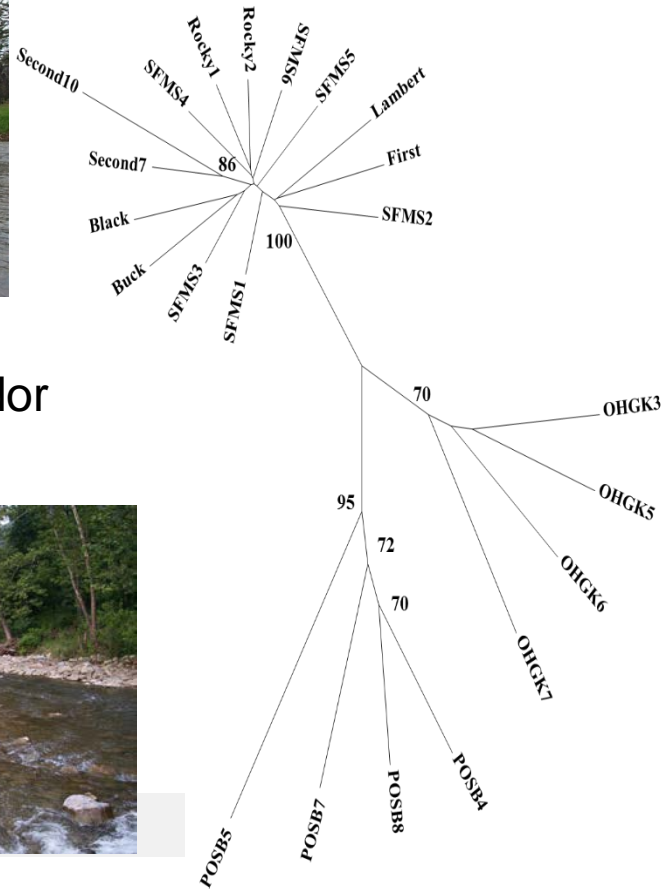 Second10
SFMS4
Rocky1
Rocky2
SFMS6
SFMS5
Lambert
First
SFMS2
Second7
86
Black
Buck
SFMS3
SFMS1
100
lor
70
OHGK3
OHGK5
OHGK6
OHGK7
95
72
70
POSB5
POSB7
POSB8
POSB4